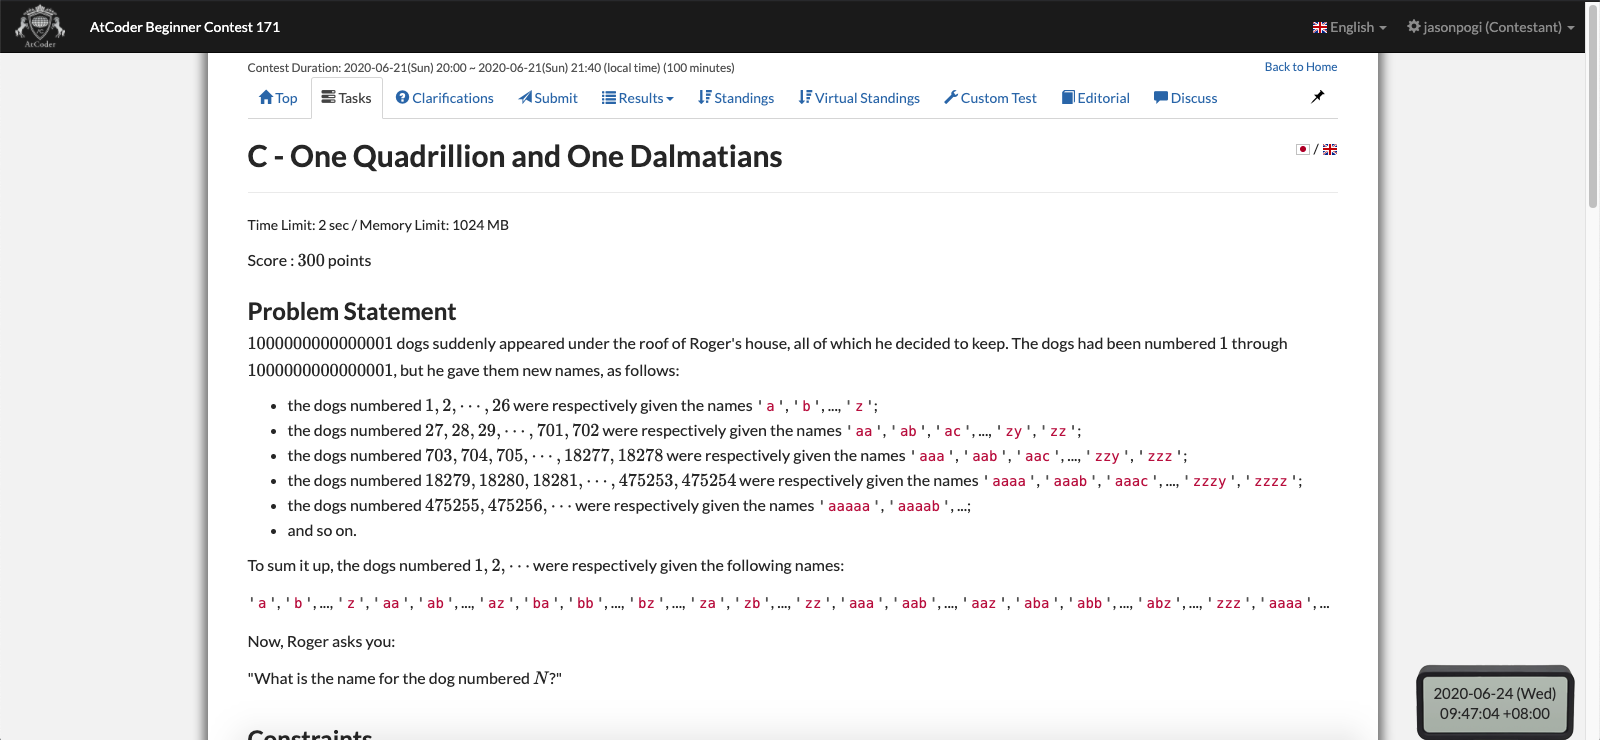 AtCoder
AtCoder Beginner Contest 171
English
jasonpogi (Contestant)
Contest Duration: 2020-06-21(Sun) 20:00 ~ 2020-06-21(Sun) 21:40 (local time) (100 minutes)
Back to Home
Top Tasks Clarifications Submit Results Standings Virtual Standings Custom Test Editorial Discuss
C - One Quadrillion and One Dalmatians
/
Time Limit: 2 sec / Memory Limit: 1024 MB
Score : 300 points
Problem Statement
1000000000000001 dogs suddenly appeared under the roof of Roger's house, all of which he decided to keep. The dogs had been numbered 1 through
1000000000000001, but he gave them new names, as follows:
• the dogs numbered 1, 2, ⋯ , 26 were respectively given the names 'a', 'b', ..., 'z';
• the dogs numbered 27, 28, 29, ⋯ , 701, 702 were respectively given the names 'aa', 'ab', 'ac', ..., 'zy', 'zz';
• the dogs numbered 703, 704, 705, ⋯ , 18277, 18278 were respectively given the names 'aaa', 'aab', 'aac', ..., 'zzy', 'zzz';
• the dogs numbered 18279, 18280, 18281, ⋯ , 475253, 475254 were respectively given the names 'aaaa', 'aaab', 'aaac', ..., 'zzzy', 'zzzz';
• the dogs numbered 475255, 475256, ⋯ were respectively given the names 'aaaaa', 'aaaab', ...;
• and so on.
To sum it up, the dogs numbered 1, 2, ⋯ were respectively given the following names:
'a', 'b', ..., 'z', 'aa', 'ab', ..., 'az', 'ba', 'bb', ..., 'bz', ..., 'za', 'zb', ..., 'zz', 'aaa', 'aab', ..., 'aaz', 'aba', 'abb', ..., 'abz', ..., 'zzz', 'aaaa', ...
Now, Roger asks you:
"What is the name for the dog numbered N?"
Constraints
2020-06-24 (Wed)
09:47:04 +08:00